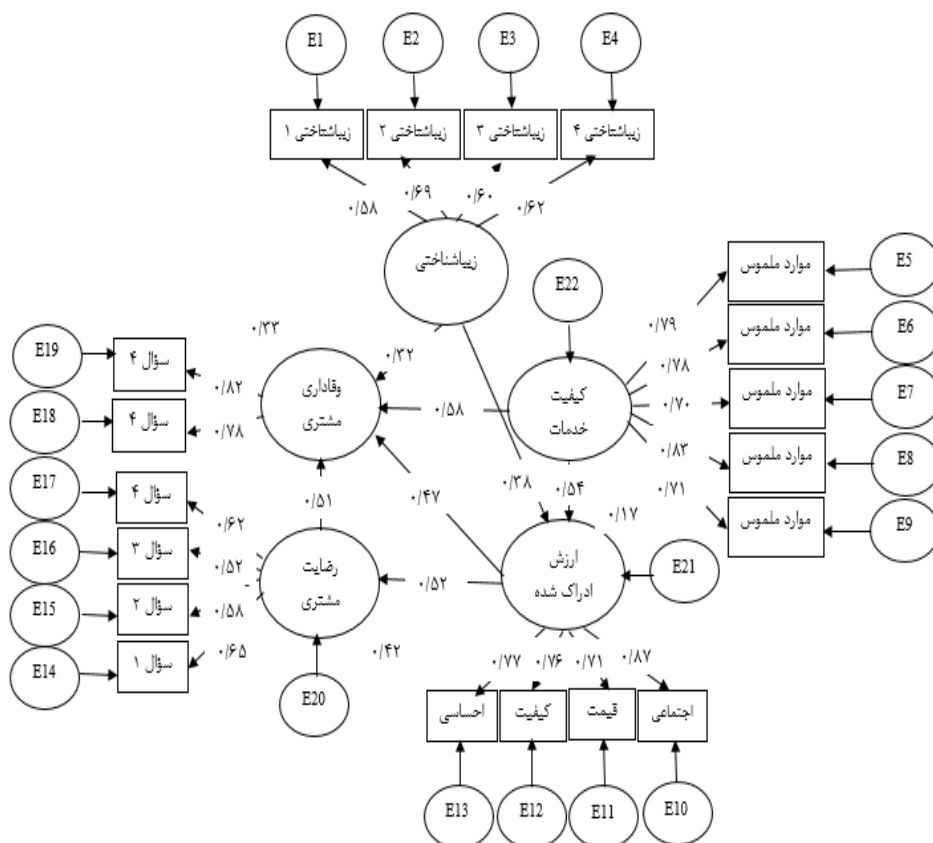 E1
E2
E3
E4
زیباشتاختی ۱
زیباشتاختی ۲
زیباشتاختی ۳
زیباشتاختی ۴
۰/۵۸
۰/۶۹
۰/۶۰
۰/۶۲
زیباشناختی
E22
موارد ملموس
E5
موارد ملموس
E6
موارد ملموس
E7
موارد ملموس
E8
موارد ملموس
E9
۰/۷۹
۰/۷۸
۰/۷۰
۰/۸۳
۰/۷۱
کیفیت
خدمات
۰/۳۳
۰/۳۲
وقاداری
مشتری
۰/۵۸
E19
سؤال ۴
۰/۸۲
E18
سؤال ۴
۰/۷۸
E17
سؤال ۴
۰/۶۲
E16
سؤال ۳
۰/۵۲
E15
سؤال ۲
۰/۵۸
E14
سؤال ۱
۰/۶۵
۰/۵۱
۰/۴۷
۰/۳۸
۰/۵۴
۰/۱۷
رضایت
مشتری
۰/۵۲
ارزش
ادراک شده
E21
۰/۴۲
E20
۰/۷۷
۰/۷۶
۰/۷۱
۰/۸۷
احساسی
کیفیت
قیمت
اجتماعی
E13
E12
E11
E10